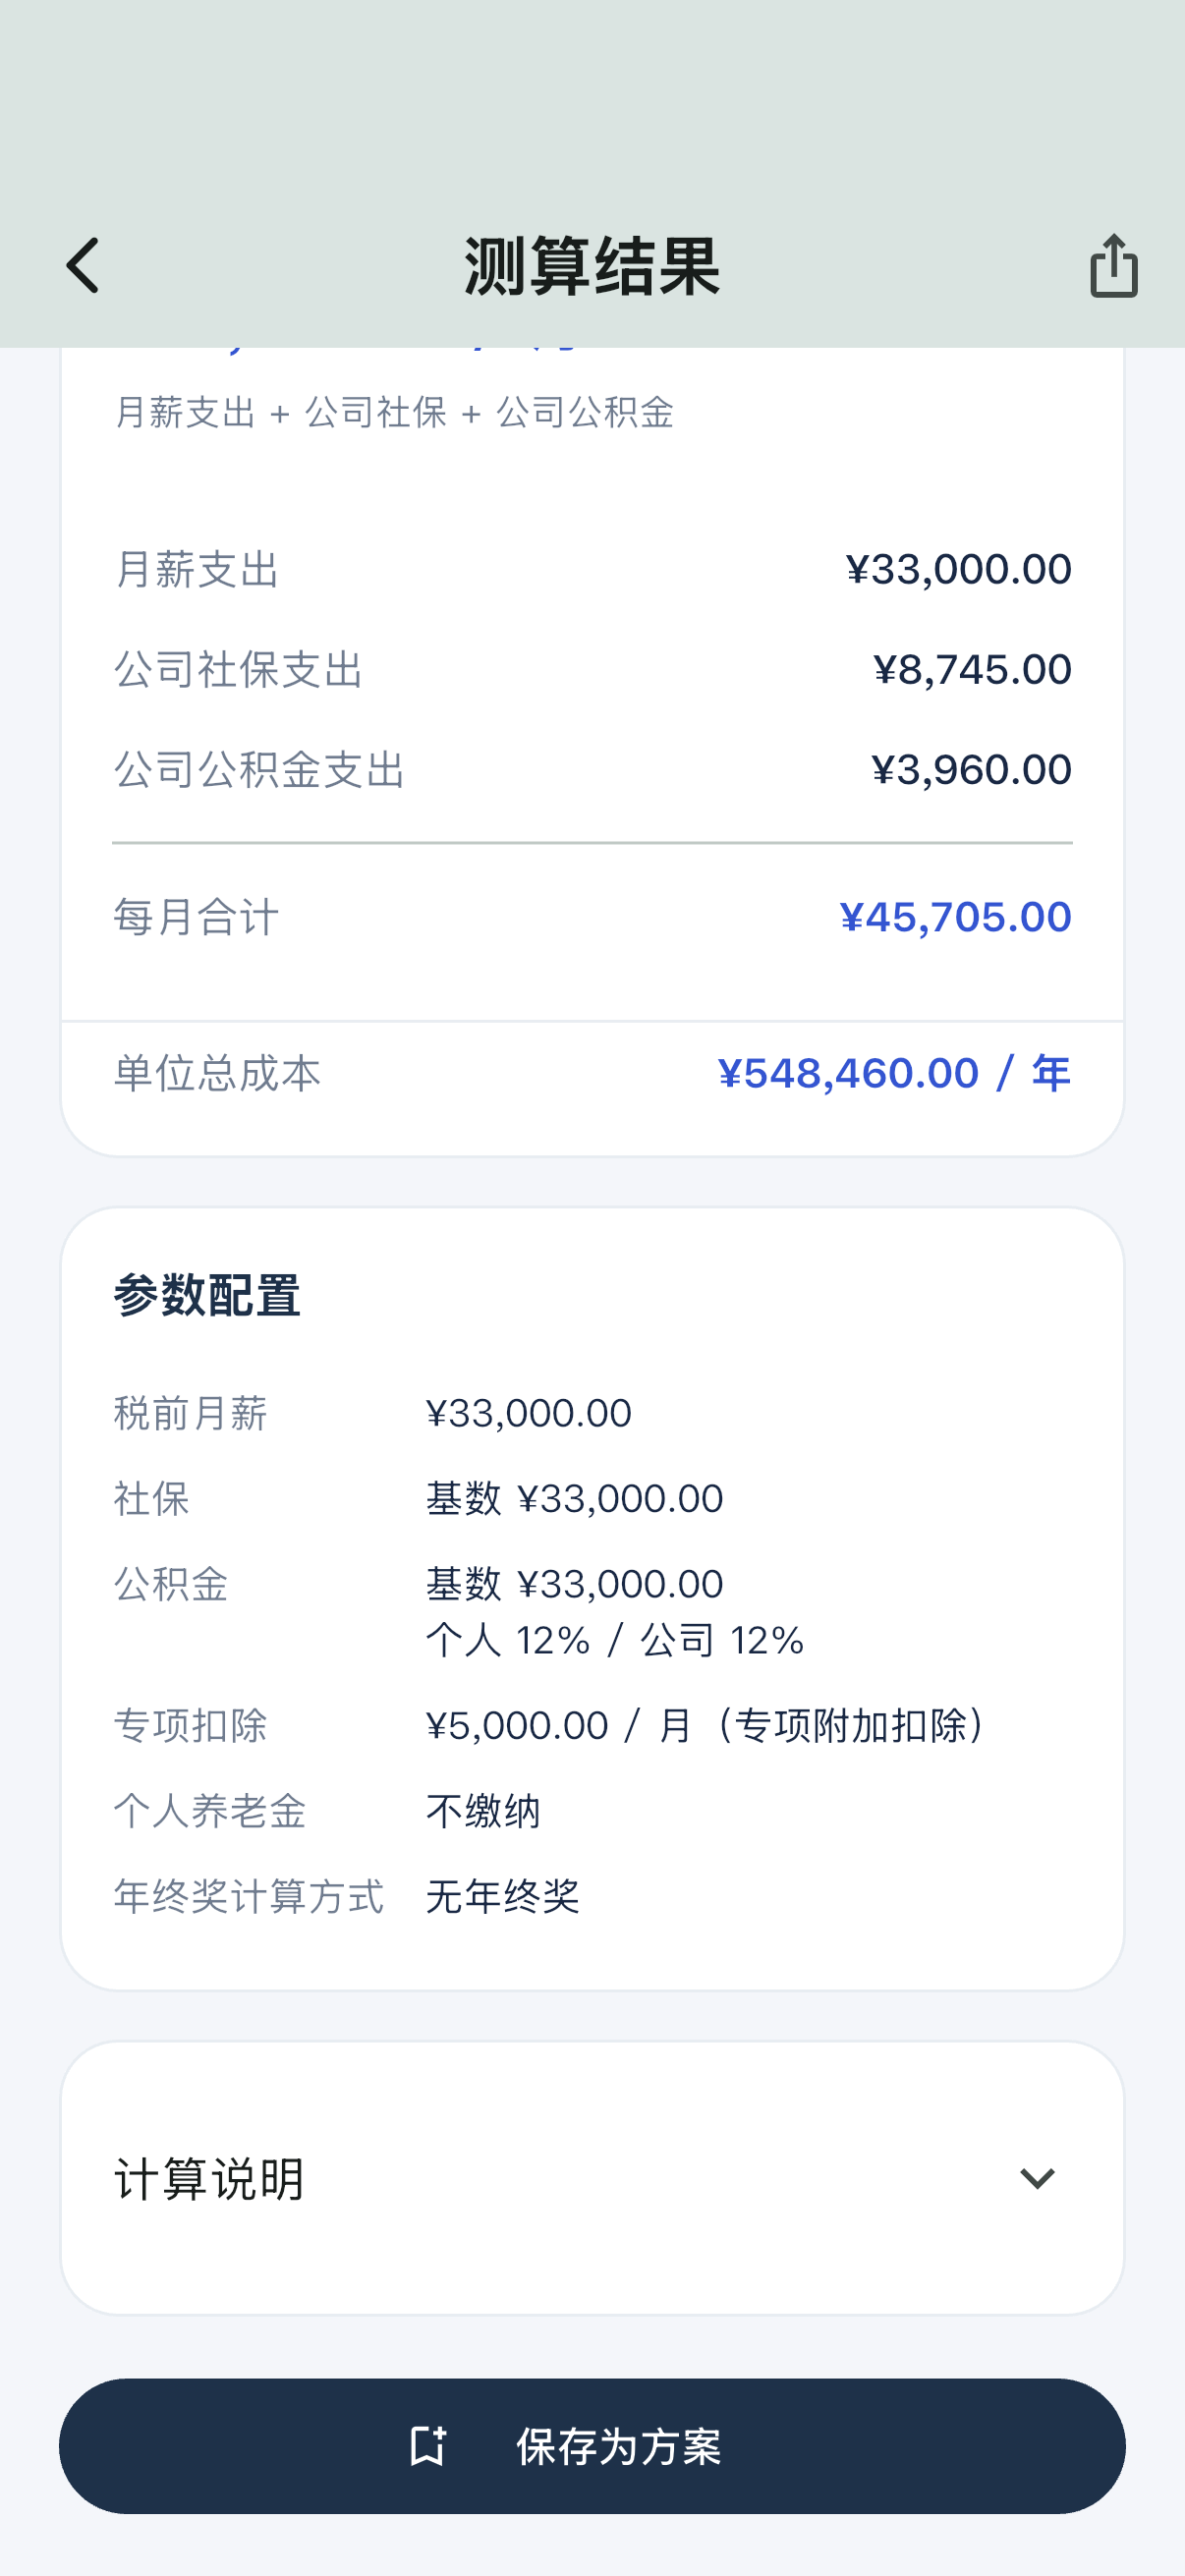 测算结果
月薪支出 + 公司社保 + 公司公积金
月薪支出 ¥33,000.00
公司社保支出 ¥8,745.00
公司公积金支出 ¥3,960.00
每月合计 ¥45,705.00
单位总成本 ¥548,460.00 / 年
参数配置
税前月薪 ¥33,000.00
社保 基数 ¥33,000.00
公积金 基数 ¥33,000.00
个人 12% / 公司 12%
专项扣除 ¥5,000.00 / 月（专项附加扣除）
个人养老金 不缴纳
年终奖计算方式 无年终奖
计算说明
保存为方案